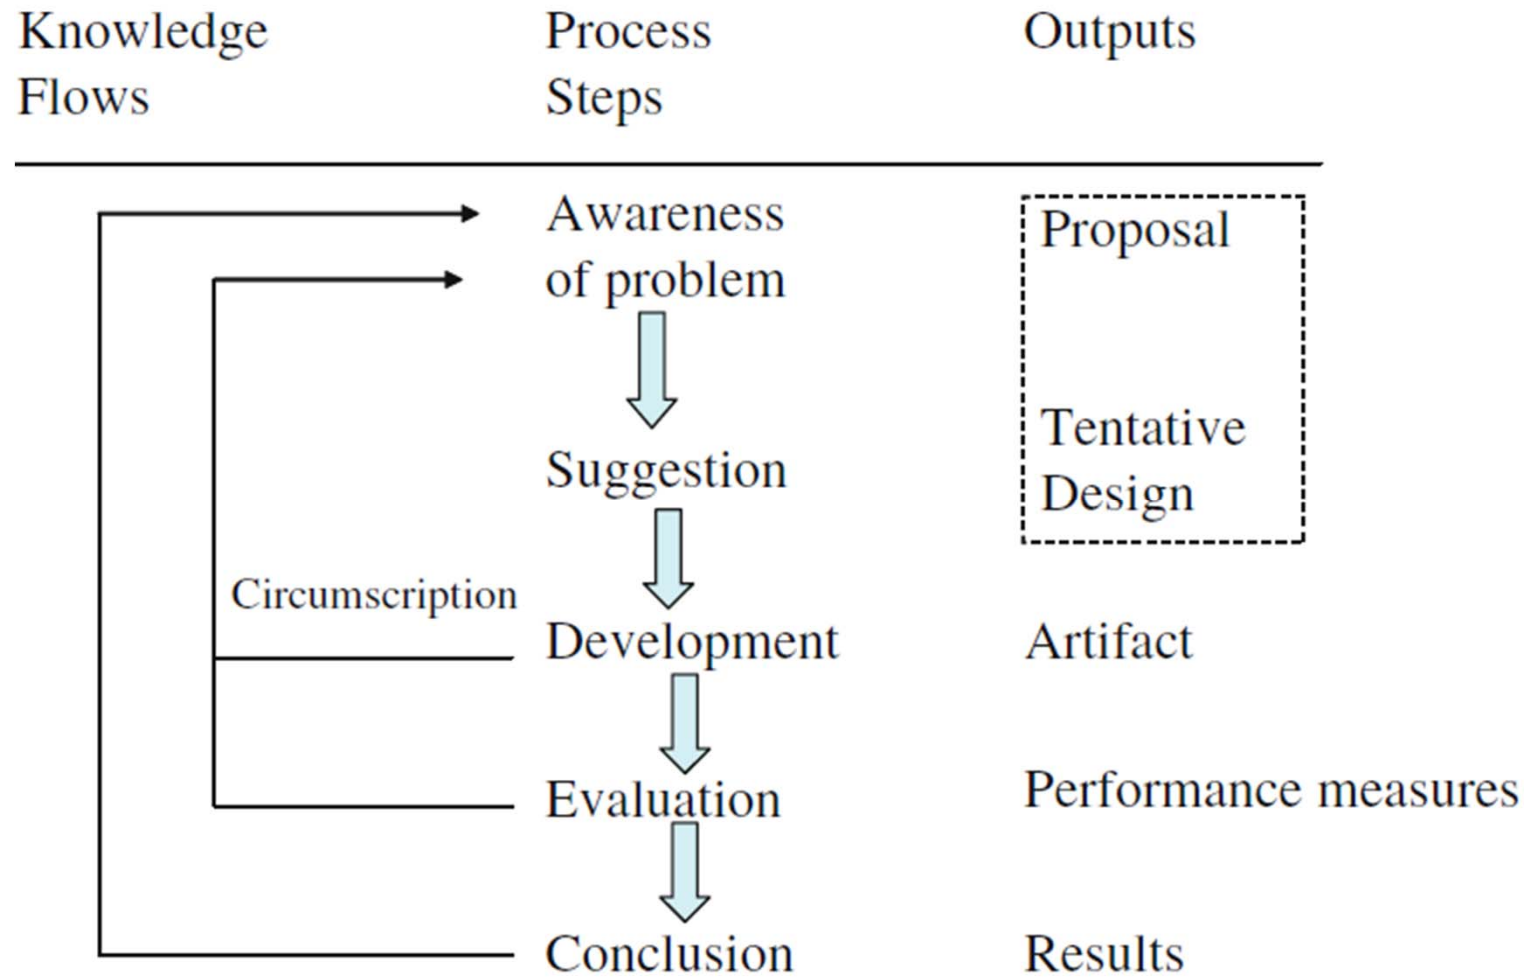 Knowledge
Flows
Process
Steps
Outputs
Awareness
of problem
Proposal
Suggestion
Tentative
Design
Circumscription
Development
Artifact
Evaluation
Performance measures
Conclusion
Results